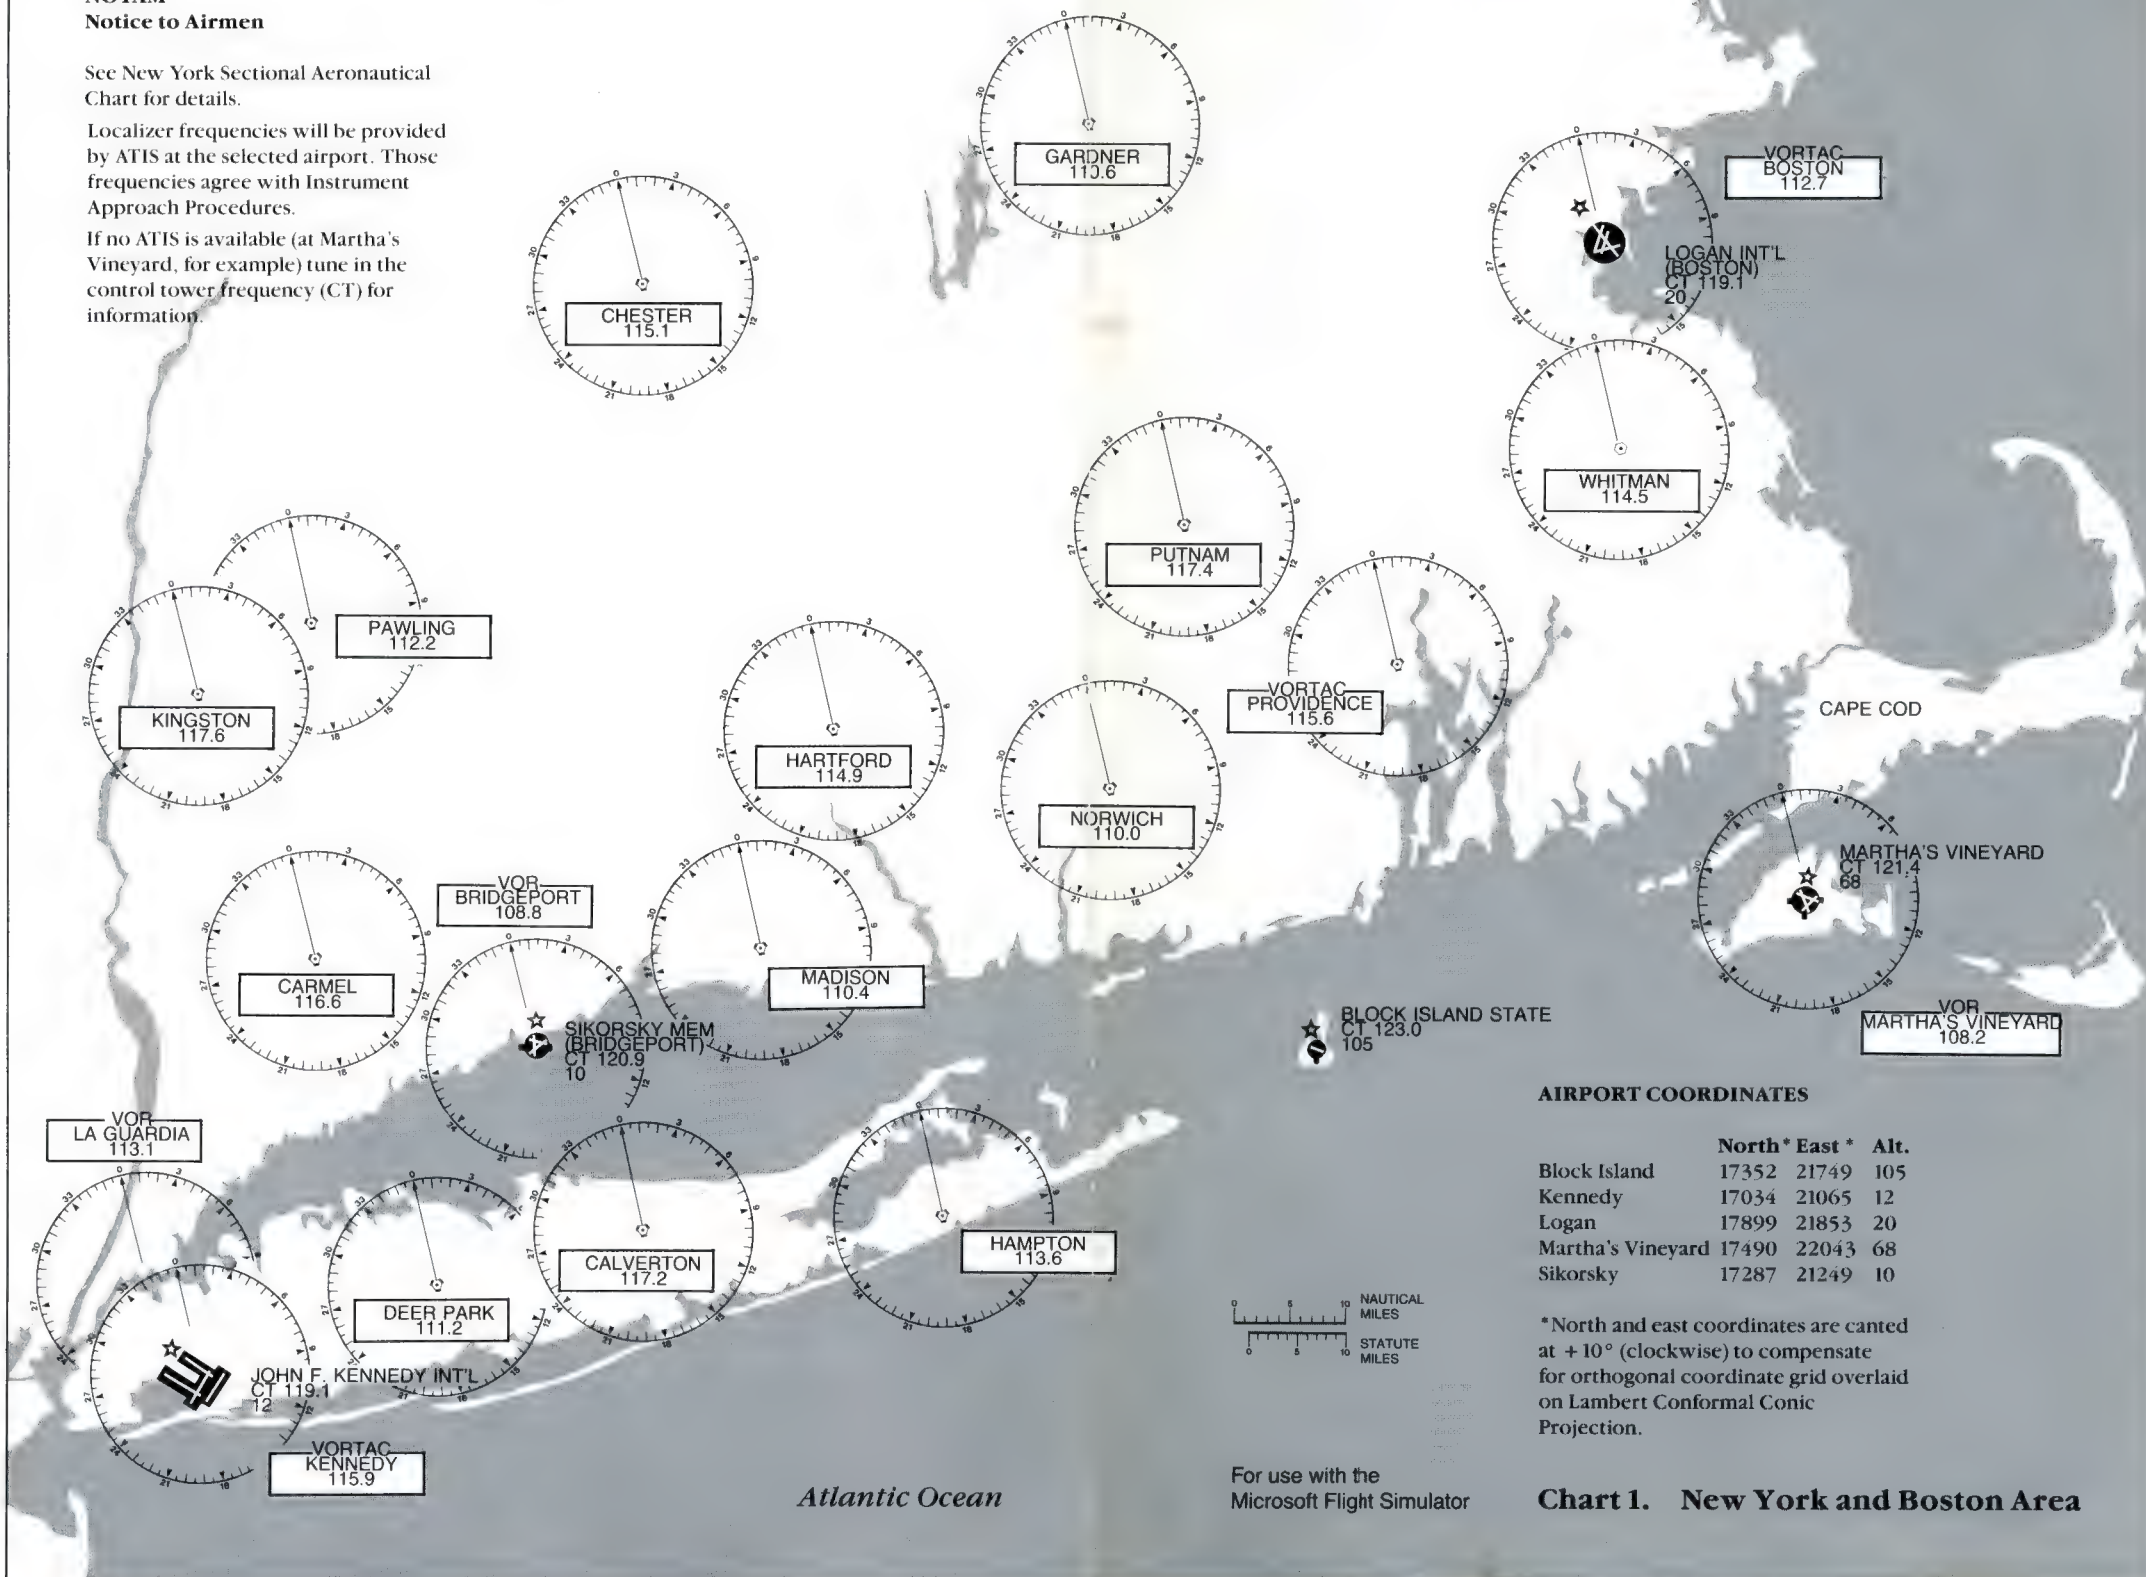 Notice to Airmen
See New York Sectional Aeronautical
Chart for details.
Localizer frequencies will be provided
by ATIS at the selected airport. Those
frequencies agree with Instrument
Approach Procedures.
If no ATIS is available (at Martha's
Vineyard, for example) tune in the
control tower frequency (CT) for
information.
GARDNER
110.6
VORTAC
BOSTON
112.7
LOGAN INT'L
(BOSTON)
CT 119.1
20
CHESTER
115.1
WHITMAN
114.5
PUTNAM
117.4
PAWLING
112.2
KINGSTON
117.6
VORTAC
PROVIDENCE
115.6
CAPE COD
HARTFORD
114.9
NORWICH
110.0
MARTHA'S VINEYARD
CT 121.4
68
VOR
BRIDGEPORT
108.8
CARMEL
116.6
MADISON
110.4
SIKORSKY MEM
(BRIDGEPORT)
CT 120.9
10
BLOCK ISLAND STATE
CT 123.0
105
VOR
MARTHA'S VINEYARD
108.2
VOR
LA GUARDIA
113.1
CALVERTON
117.2
HAMPTON
113.6
DEER PARK
111.2
JOHN F. KENNEDY INT'L
CT 119.1
12
VORTAC
KENNEDY
115.9
0 5 10 NAUTICAL
MILES
0 5 10 STATUTE
MILES
AIRPORT COORDINATES
North* East * Alt.
Block Island 17352 21749 105
Kennedy 17034 21065 12
Logan 17899 21853 20
Martha's Vineyard 17490 22043 68
Sikorsky 17287 21249 10
*North and east coordinates are canted
at +10° (clockwise) to compensate
for orthogonal coordinate grid overlaid
on Lambert Conformal Conic
Projection.
Atlantic Ocean
For use with the
Microsoft Flight Simulator
Chart 1. New York and Boston Area